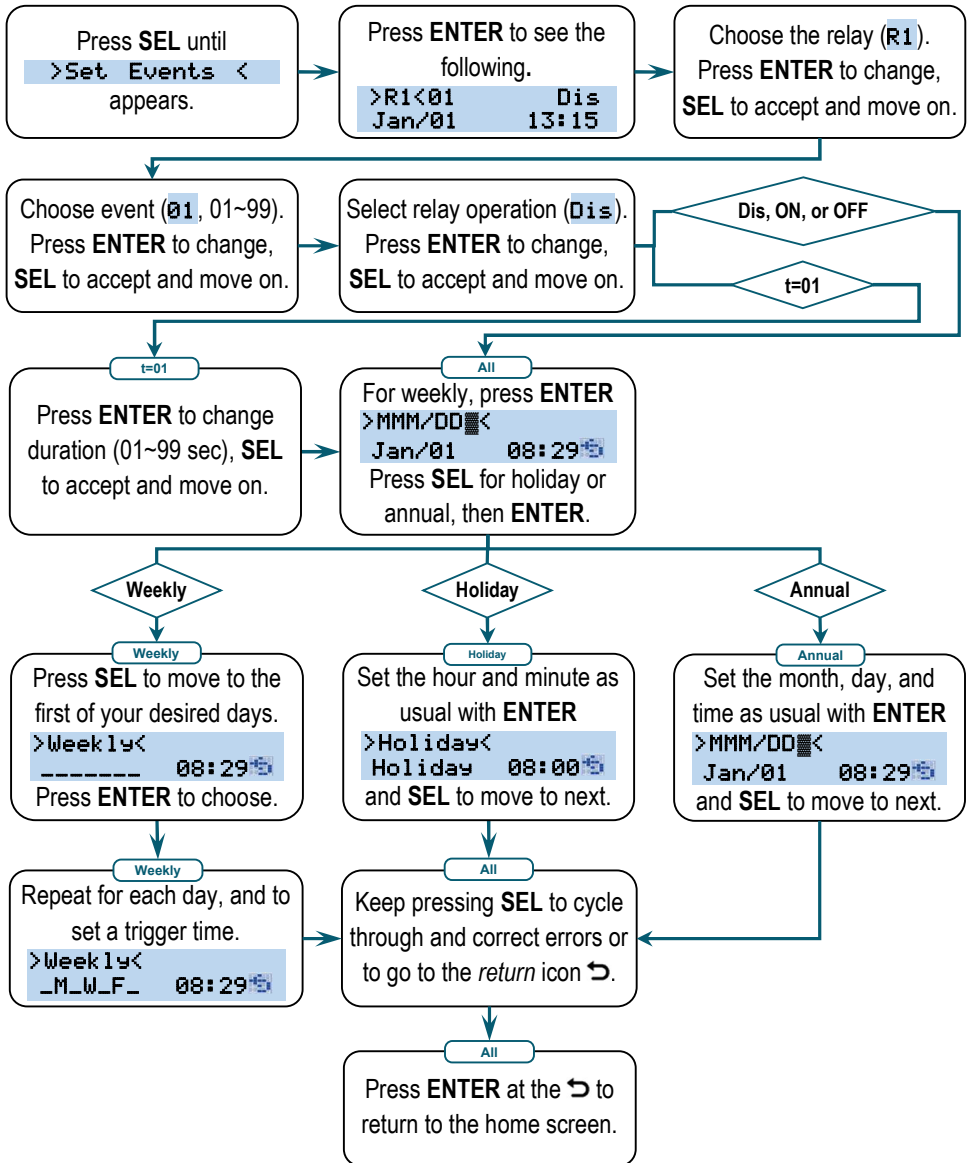 Press SEL until
>Set Events <
appears.
Press ENTER to see the
following.
>R1<01 Dis
Jan/01 13:15
Choose the relay (R1).
Press ENTER to change,
SEL to accept and move on.
Choose event (01, 01~99).
Press ENTER to change,
SEL to accept and move on.
Select relay operation (Dis).
Press ENTER to change,
SEL to accept and move on.
Dis, ON, or OFF
t=01
t=01
Press ENTER to change
duration (01~99 sec), SEL
to accept and move on.
All
For weekly, press ENTER
>MMM/DD▓<
Jan/01 08:29⮌
Press SEL for holiday or
annual, then ENTER.
Weekly
Holiday
Annual
Weekly
Press SEL to move to the
first of your desired days.
>Weekly<
_______ 08:29⮌
Press ENTER to choose.
Holiday
Set the hour and minute as
usual with ENTER
>Holiday<
Holiday 08:00⮌
and SEL to move to next.
Annual
Set the month, day, and
time as usual with ENTER
>MMM/DD▓<
Jan/01 08:29⮌
and SEL to move to next.
Weekly
Repeat for each day, and to
set a trigger time.
>Weekly<
_M_W_F_ 08:29⮌
All
Keep pressing SEL to cycle
through and correct errors or
to go to the return icon ⮌.
All
Press ENTER at the ⮌ to
return to the home screen.